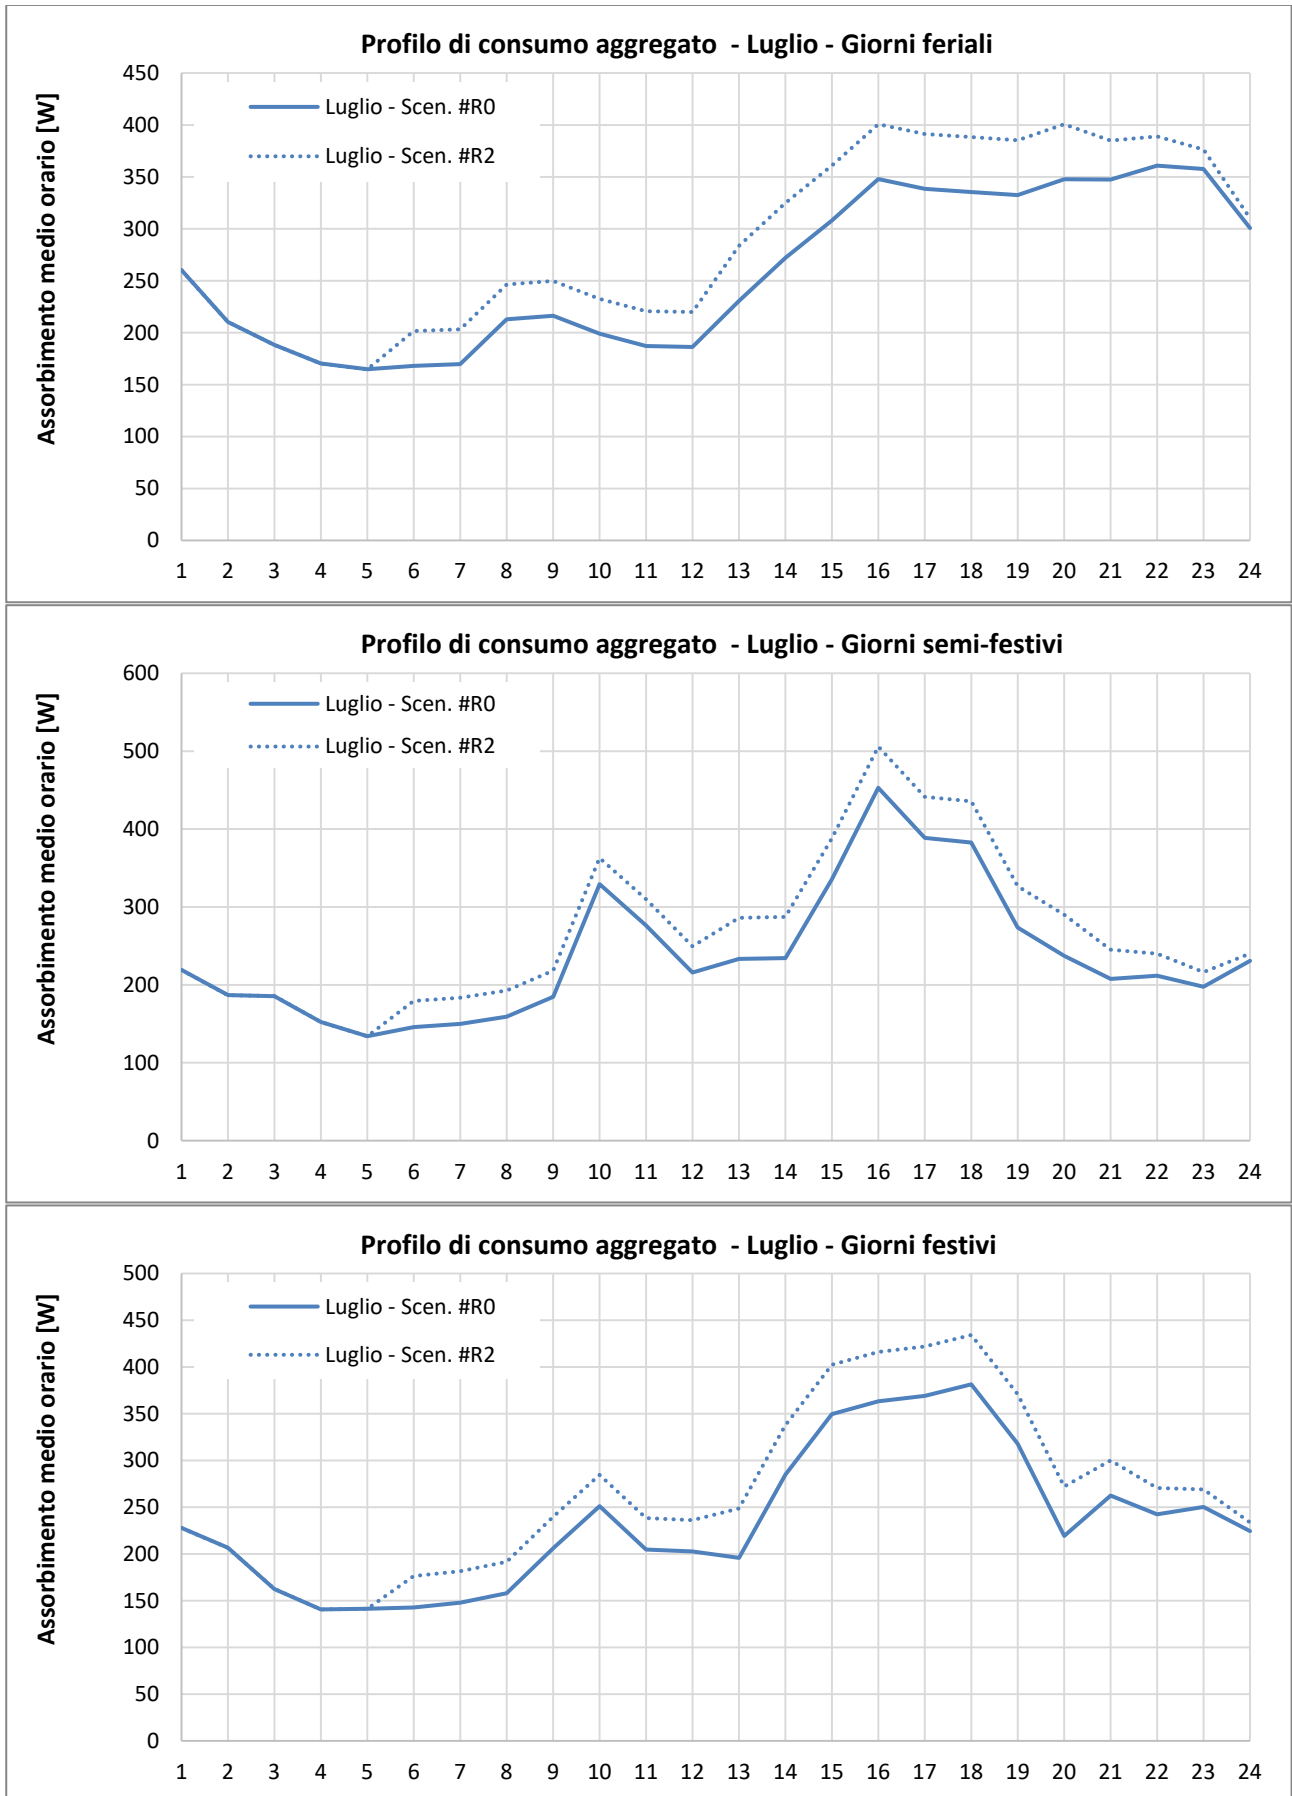 Profilo di consumo aggregato - Luglio - Giorni feriali
Assorbimento medio orario [W]
450
400
350
300
250
200
150
100
50
0
Luglio - Scen. #R0
Luglio - Scen. #R2
1 2 3 4 5 6 7 8 9 10 11 12 13 14 15 16 17 18 19 20 21 22 23 24
Profilo di consumo aggregato - Luglio - Giorni semi-festivi
Assorbimento medio orario [W]
600
500
400
300
200
100
0
Luglio - Scen. #R0
Luglio - Scen. #R2
1 2 3 4 5 6 7 8 9 10 11 12 13 14 15 16 17 18 19 20 21 22 23 24
Profilo di consumo aggregato - Luglio - Giorni festivi
Assorbimento medio orario [W]
500
450
400
350
300
250
200
150
100
50
0
Luglio - Scen. #R0
Luglio - Scen. #R2
1 2 3 4 5 6 7 8 9 10 11 12 13 14 15 16 17 18 19 20 21 22 23 24